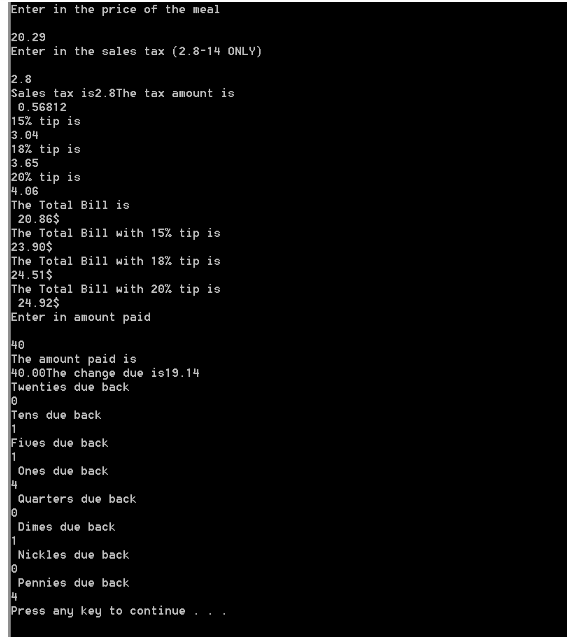 Enter in the price of the meal
20.29
Enter in the sales tax (2.8-14 ONLY)
2.8
Sales tax is2.8The tax amount is
0.56812
15% tip is
3.04
18% tip is
3.65
20% tip is
4.06
The Total Bill is
20.86$
The Total Bill with 15% tip is
23.90$
The Total Bill with 18% tip is
24.51$
The Total Bill with 20% tip is
24.92$
Enter in amount paid
40
The amount paid is
40.00The change due is19.14
Twenties due back
0
Tens due back
1
Fives due back
1
Ones due back
4
Quarters due back
0
Dimes due back
1
Nickles due back
0
Pennies due back
4
Press any key to continue . . .